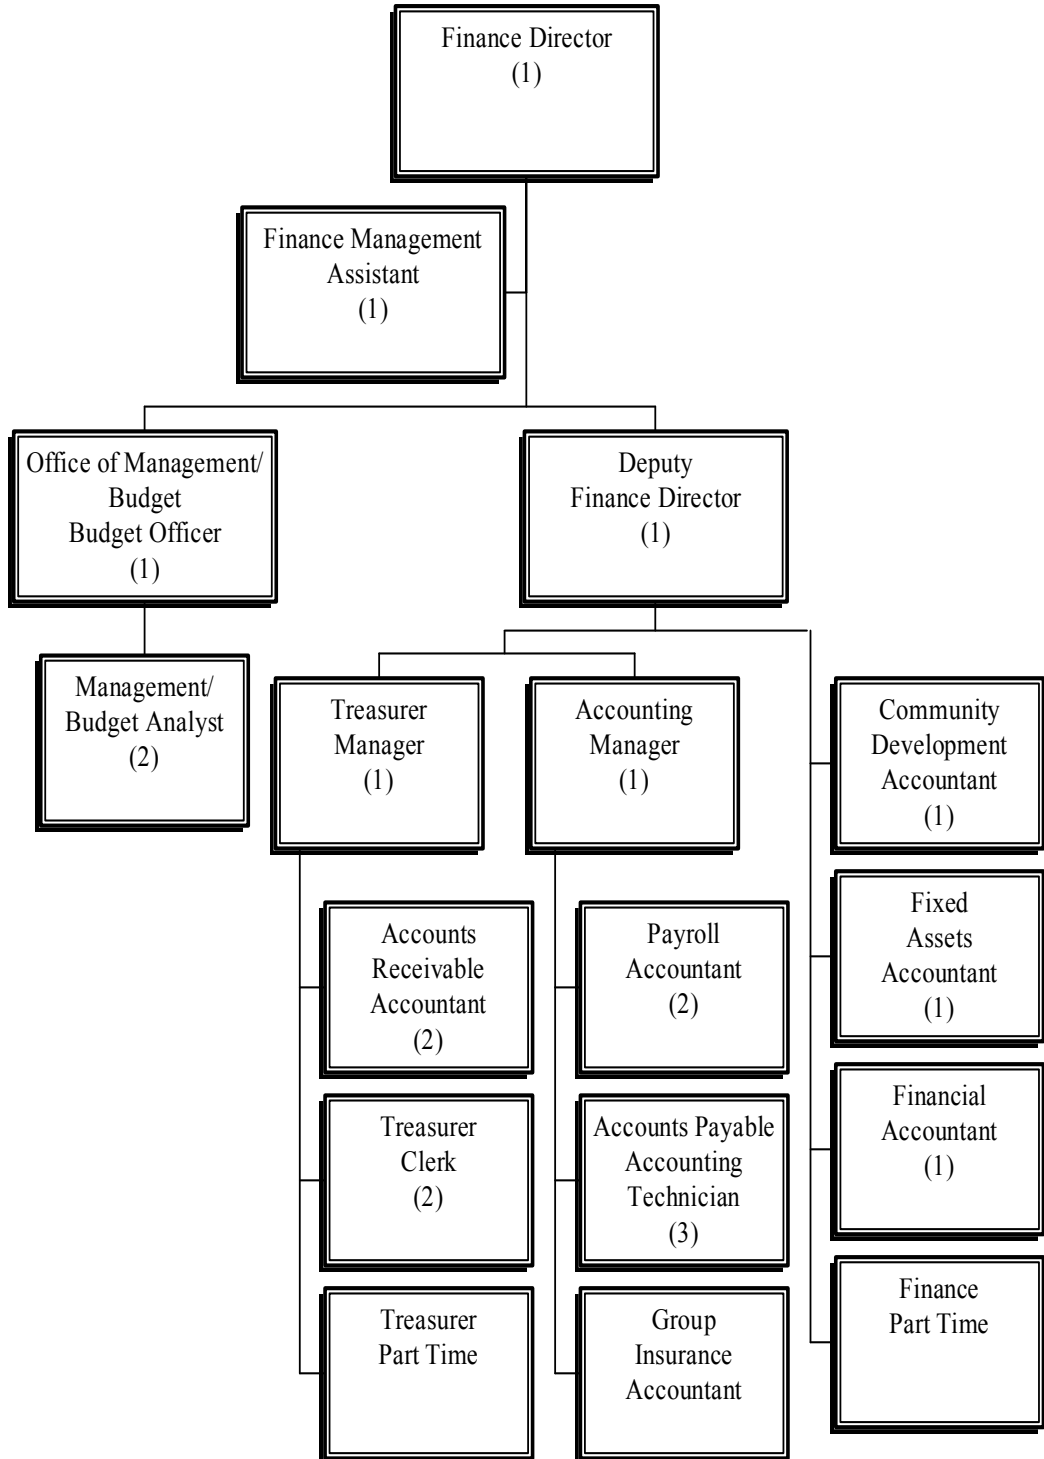 Finance Director
(1)
Finance Management
Assistant
(1)
Office of Management/
Budget
Budget Officer
(1)
Deputy
Finance Director
(1)
Management/
Budget Analyst
(2)
Treasurer
Manager
(1)
Accounting
Manager
(1)
Community
Development
Accountant
(1)
Accounts
Receivable
Accountant
(2)
Payroll
Accountant
(2)
Fixed
Assets
Accountant
(1)
Treasurer
Clerk
(2)
Accounts Payable
Accounting
Technician
(3)
Financial
Accountant
(1)
Treasurer
Part Time
Group
Insurance
Accountant
Finance
Part Time